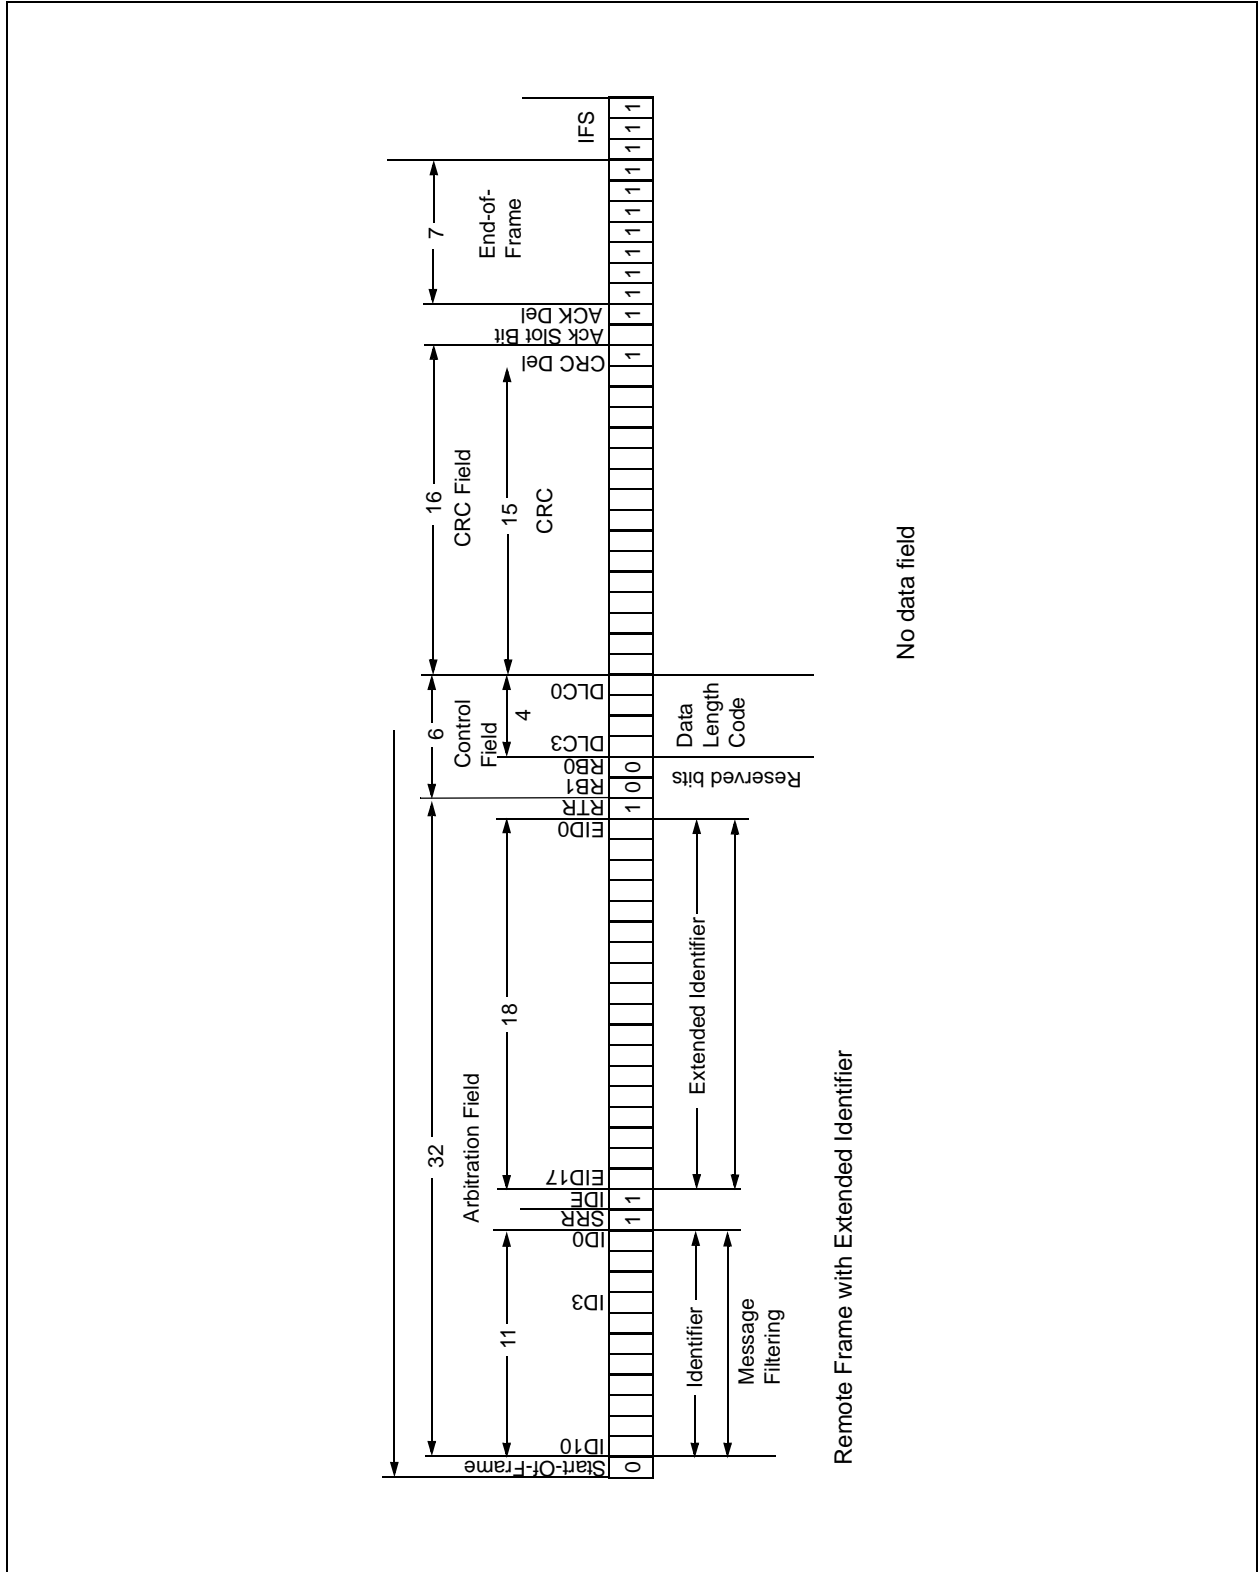 Remote Frame with Extended Identifier
No data field
32
Arbitration Field
11
18
6
Control
Field
4
16
CRC Field
15
CRC
7
End-of-
Frame
IFS
Start-Of-Frame
ID10
ID3
ID0
SRR
IDE
EID17
EID0
RTR
RB1
RB0
DLC3
DLC0
CRC Del
Ack Slot Bit
ACK Del
0
1
1
1
0
0
1
1
1
1
1
1
1
1
1
1
1
1
Identifier
Message
Filtering
Extended Identifier
Reserved bits
Data
Length
Code